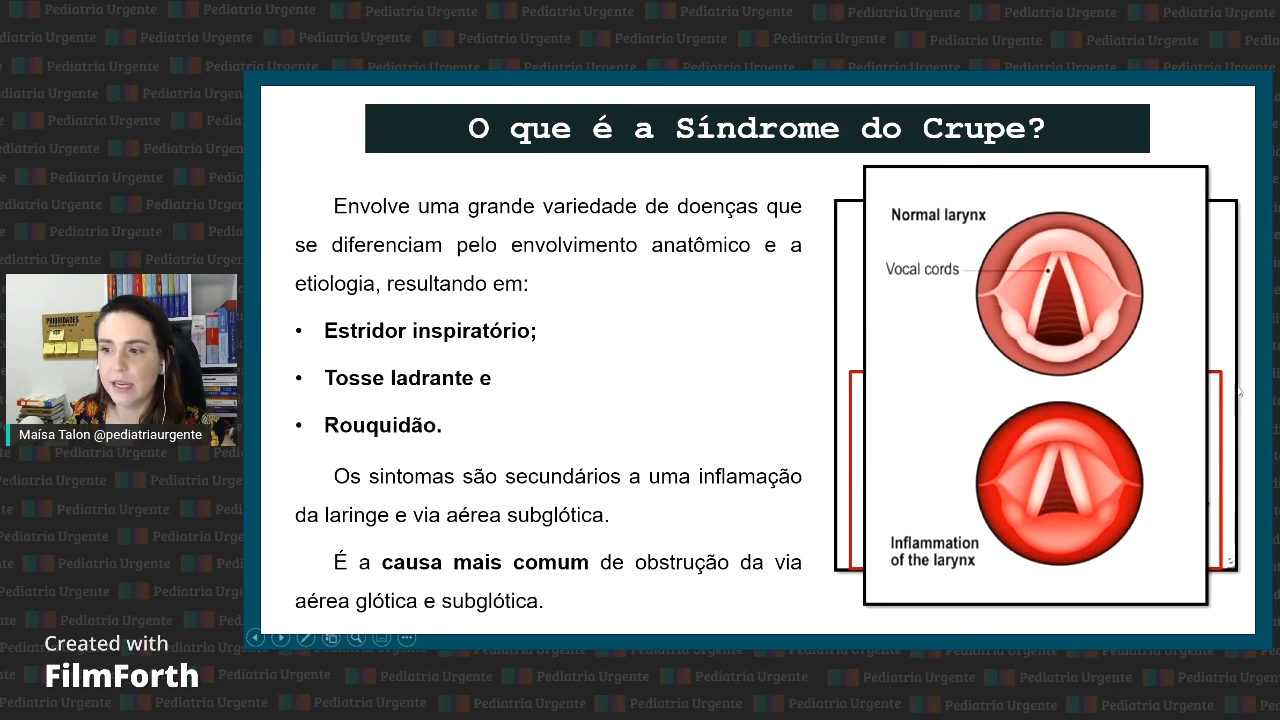 O que é a Síndrome do Crupe?
Envolve uma grande variedade de doenças que
se diferenciam pelo envolvimento anatômico e a
etiologia, resultando em:
• Estridor inspiratório;
• Tosse ladrante e
• Rouquidão.
Os sintomas são secundários a uma inflamação
da laringe e via aérea subglótica.
É a causa mais comum de obstrução da via
aérea glótica e subglótica.
Normal larynx
Vocal cords
Inflammation
of the larynx
PRIORIDADES
Maísa Talon @pediatriaurgente
Created with
FilmForth
Pediatria Urgente